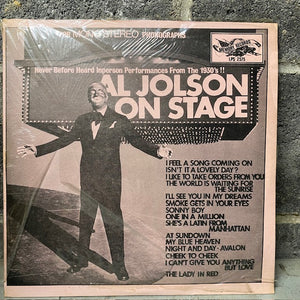 MONO STEREO PHONOGRAPHS
Never Before Heard Inperson Performances From The 1930's !!
AL JOLSON
ON STAGE
I FEEL A SONG COMING ON
ISN'T IT A LOVELY DAY?
I LIKE TO TAKE ORDERS FROM YOU
THE WORLD IS WAITING FOR
THE SUNRISE
I'LL SEE YOU IN MY DREAMS
SMOKE GETS IN YOUR EYES
SONNY BOY
ONE IN A MILLION
SHE'S A LATIN FROM
MANHATTAN
AT SUNDOWN
MY BLUE HEAVEN
NIGHT AND DAY - AVALON
CHEEK TO CHEEK
I CAN'T GIVE YOU ANYTHING
BUT LOVE
THE LADY IN RED